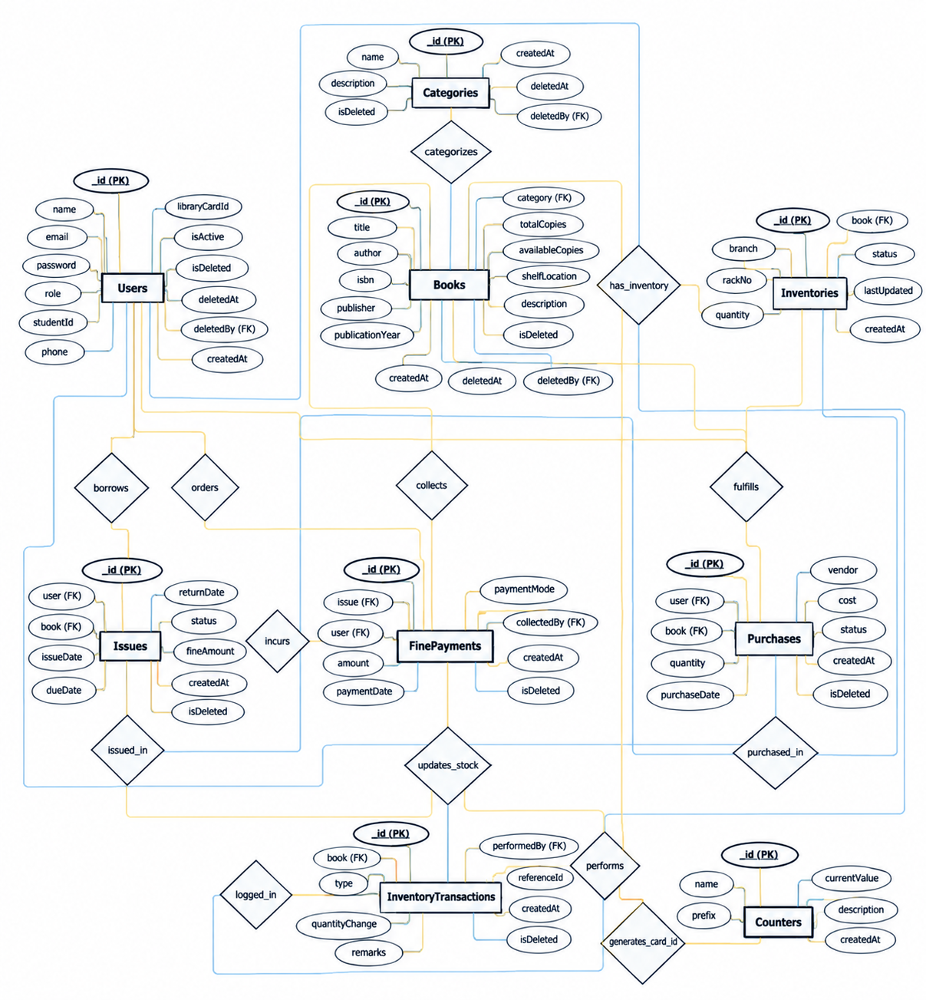 _id (PK)
name
createdAt
description
Categories
deletedAt
isDeleted
deletedBy (FK)
categorizes
_id (PK)
name
libraryCardId
email
isActive
password
isDeleted
Users
role
deletedAt
studentId
deletedBy (FK)
phone
createdAt
_id (PK)
category (FK)
title
totalCopies
author
availableCopies
isbn
Books
shelfLocation
publisher
description
publicationYear
isDeleted
createdAt
deletedAt
deletedBy (FK)
has_inventory
_id (PK)
book (FK)
branch
status
rackNo
Inventories
lastUpdated
quantity
createdAt
borrows
orders
collects
fulfills
_id (PK)
user (FK)
returnDate
book (FK)
status
Issues
issueDate
fineAmount
dueDate
createdAt
isDeleted
incurs
_id (PK)
issue (FK)
paymentMode
user (FK)
collectedBy (FK)
FinePayments
amount
createdAt
paymentDate
isDeleted
_id (PK)
vendor
user (FK)
cost
book (FK)
status
Purchases
quantity
createdAt
purchaseDate
isDeleted
issued_in
updates_stock
purchased_in
_id (PK)
book (FK)
performedBy (FK)
type
referenceId
InventoryTransactions
quantityChange
createdAt
remarks
isDeleted
logged_in
performs
generates_card_id
_id (PK)
name
currentValue
prefix
description
Counters
createdAt